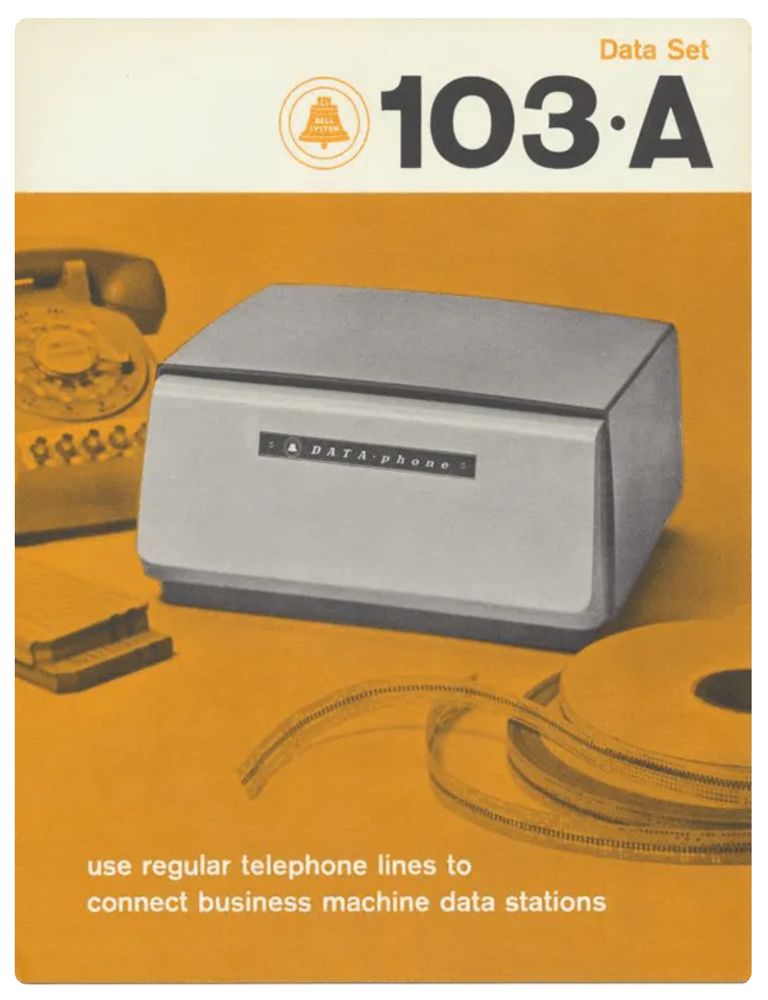 Data Set
BELL
SYSTEM
103·A
DATA·phone
use regular telephone lines to
connect business machine data stations